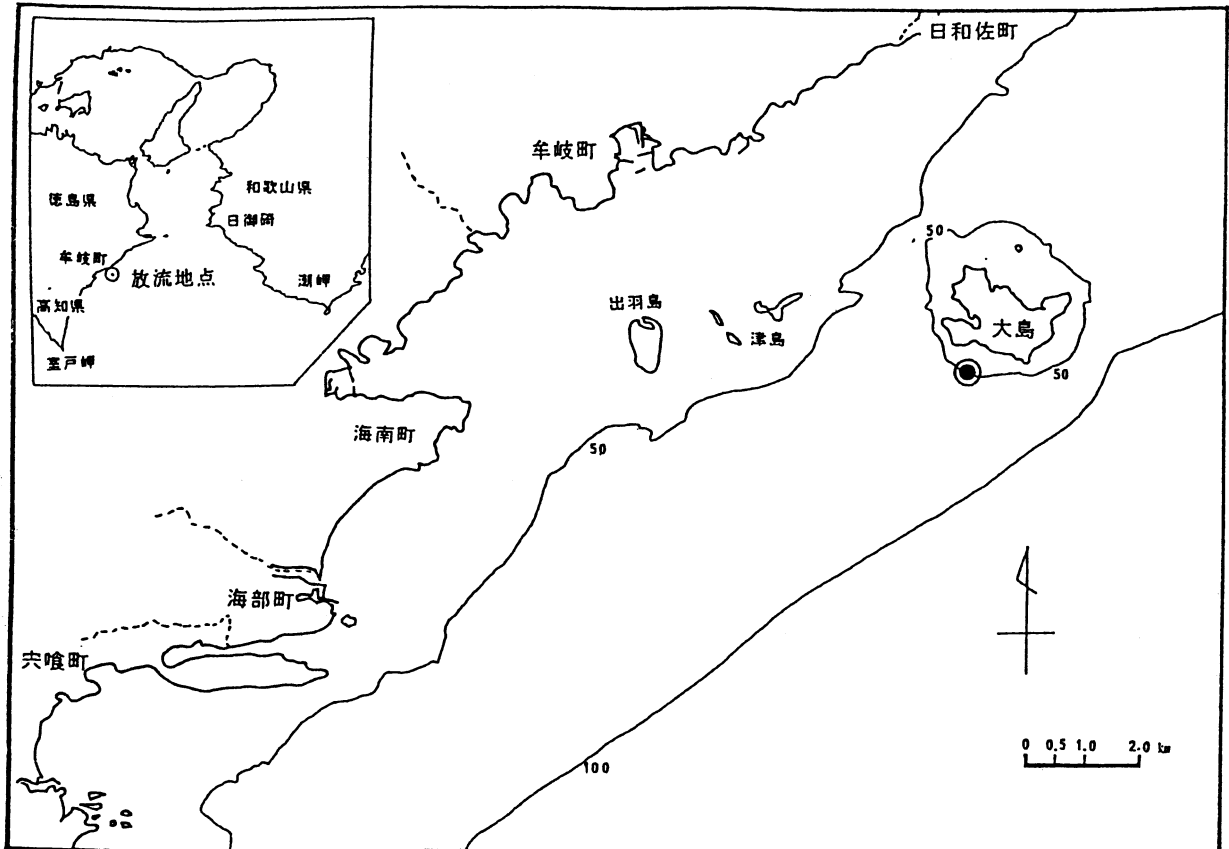 徳島県
和歌山県
日御碕
牟岐町
放流地点
潮岬
高知県
室戸岬
日和佐町
牟岐町
50
出羽島
津島
大島
50
海南町
50
海部町
宍喰町
100
0 0.5 1.0 2.0 km